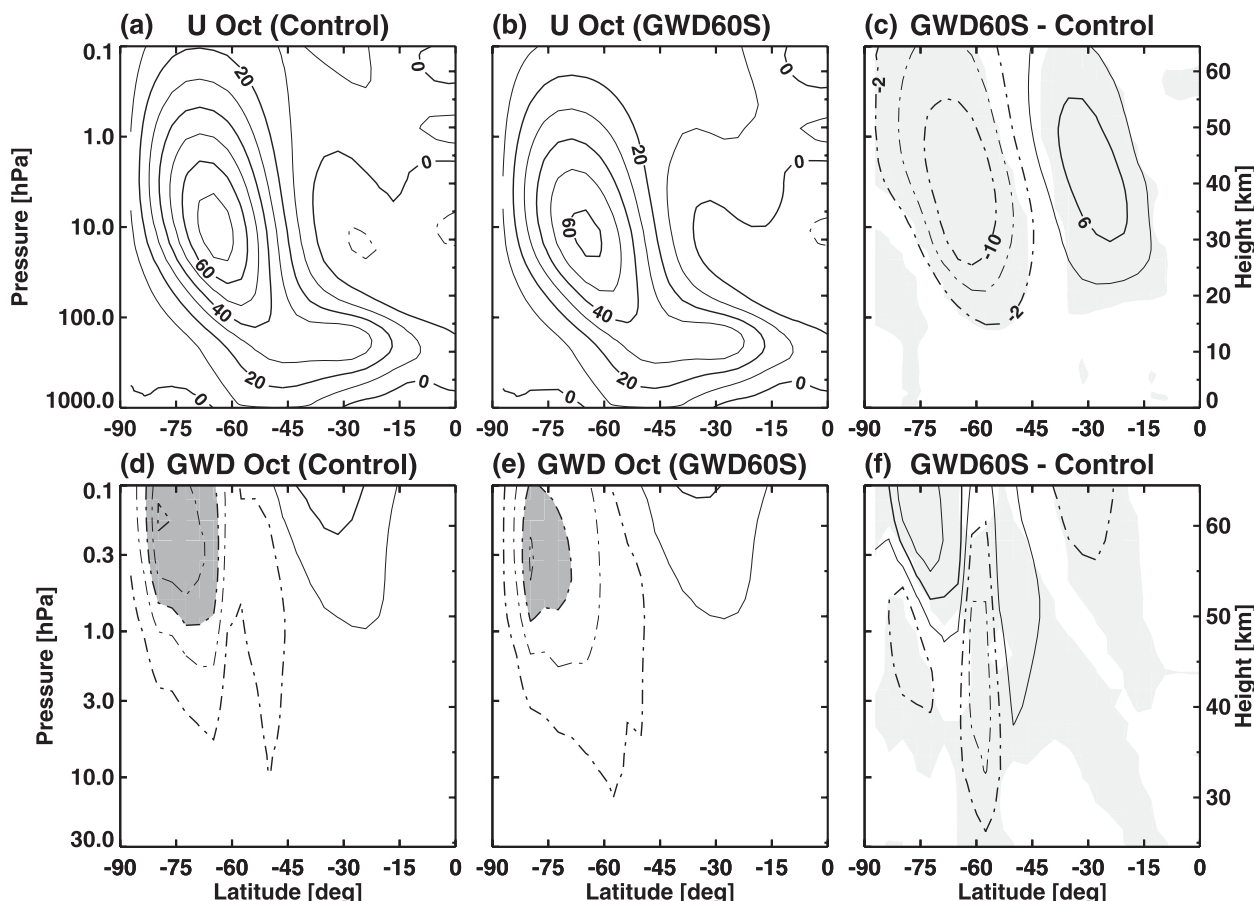 (a) U Oct (Control)
(b) U Oct (GWD60S)
(c) GWD60S - Control
0.1
1.0
10.0
100.0
1000.0
Pressure [hPa]
20
0
0
60
40
20
0
0
-90 -75 -60 -45 -30 -15 0
0
20
0
60
40
20
0
0
-90 -75 -60 -45 -30 -15 0
-2
-10
-2
6
60
50
40
30
20
10
0
Height [km]
-90 -75 -60 -45 -30 -15 0
(d) GWD Oct (Control)
(e) GWD Oct (GWD60S)
(f) GWD60S - Control
0.1
0.3
1.0
3.0
10.0
30.0
Pressure [hPa]
60
50
40
30
Height [km]
-90 -75 -60 -45 -30 -15 0
-90 -75 -60 -45 -30 -15 0
-90 -75 -60 -45 -30 -15 0
Latitude [deg]
Latitude [deg]
Latitude [deg]